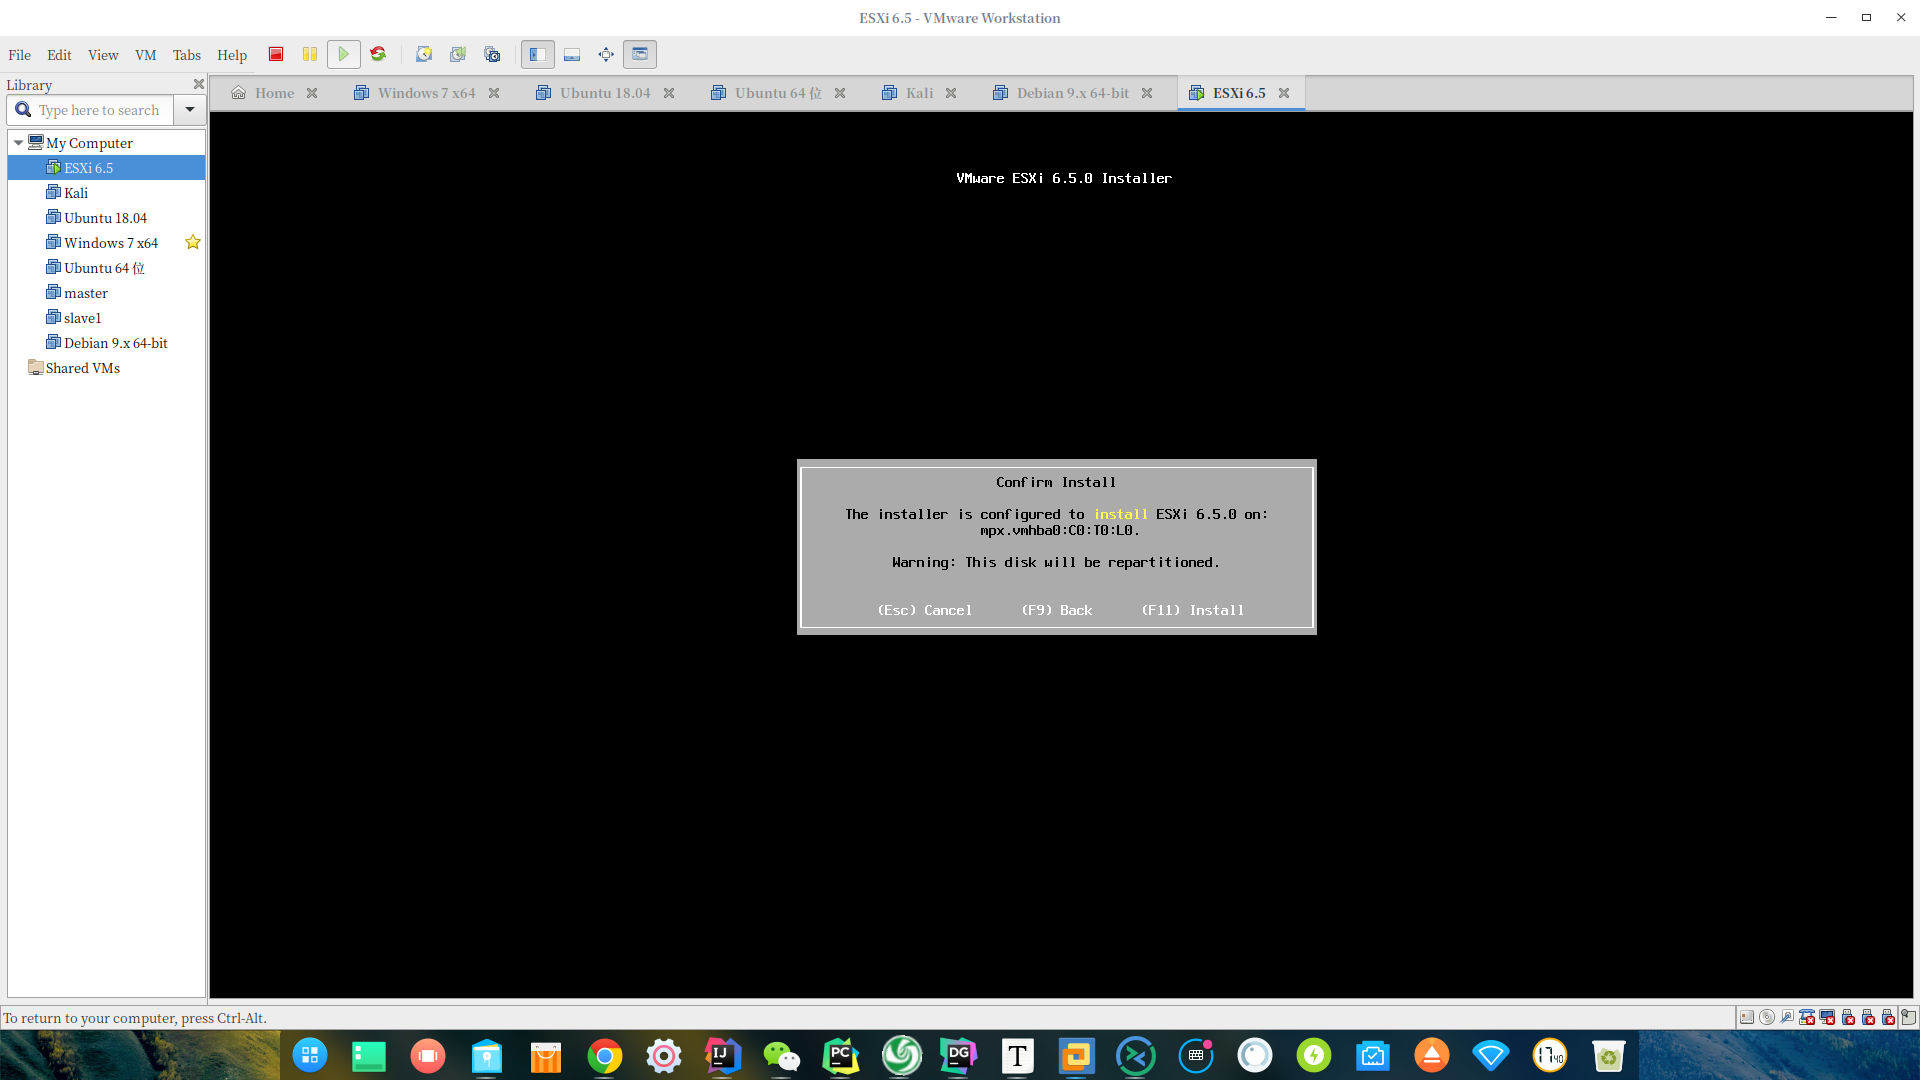 ESXi 6.5 - VMware Workstation
File Edit View VM Tabs Help
Library
Type here to search
My Computer
ESXi 6.5
Kali
Ubuntu 18.04
Windows 7 x64
Ubuntu 64 位
master
slave1
Debian 9.x 64-bit
Shared VMs
Home Windows 7 x64 Ubuntu 18.04 Ubuntu 64 位 Kali Debian 9.x 64-bit ESXi 6.5
VMware ESXi 6.5.0 Installer
Confirm Install
The installer is configured to install ESXi 6.5.0 on:
mpx.vmhba0:C0:T0:L0.
Warning: This disk will be repartitioned.
(Esc) Cancel (F9) Back (F11) Install
To return to your computer, press Ctrl-Alt.
IJ PC DG T 17 40